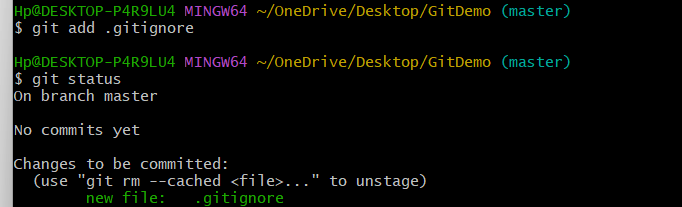 Hp@DESKTOP-P4R9LU4 MINGW64 ~/OneDrive/Desktop/GitDemo (master)
$ git add .gitignore
Hp@DESKTOP-P4R9LU4 MINGW64 ~/OneDrive/Desktop/GitDemo (master)
$ git status
On branch master
No commits yet
Changes to be committed:
  (use "git rm --cached <file>..." to unstage)
        new file:   .gitignore